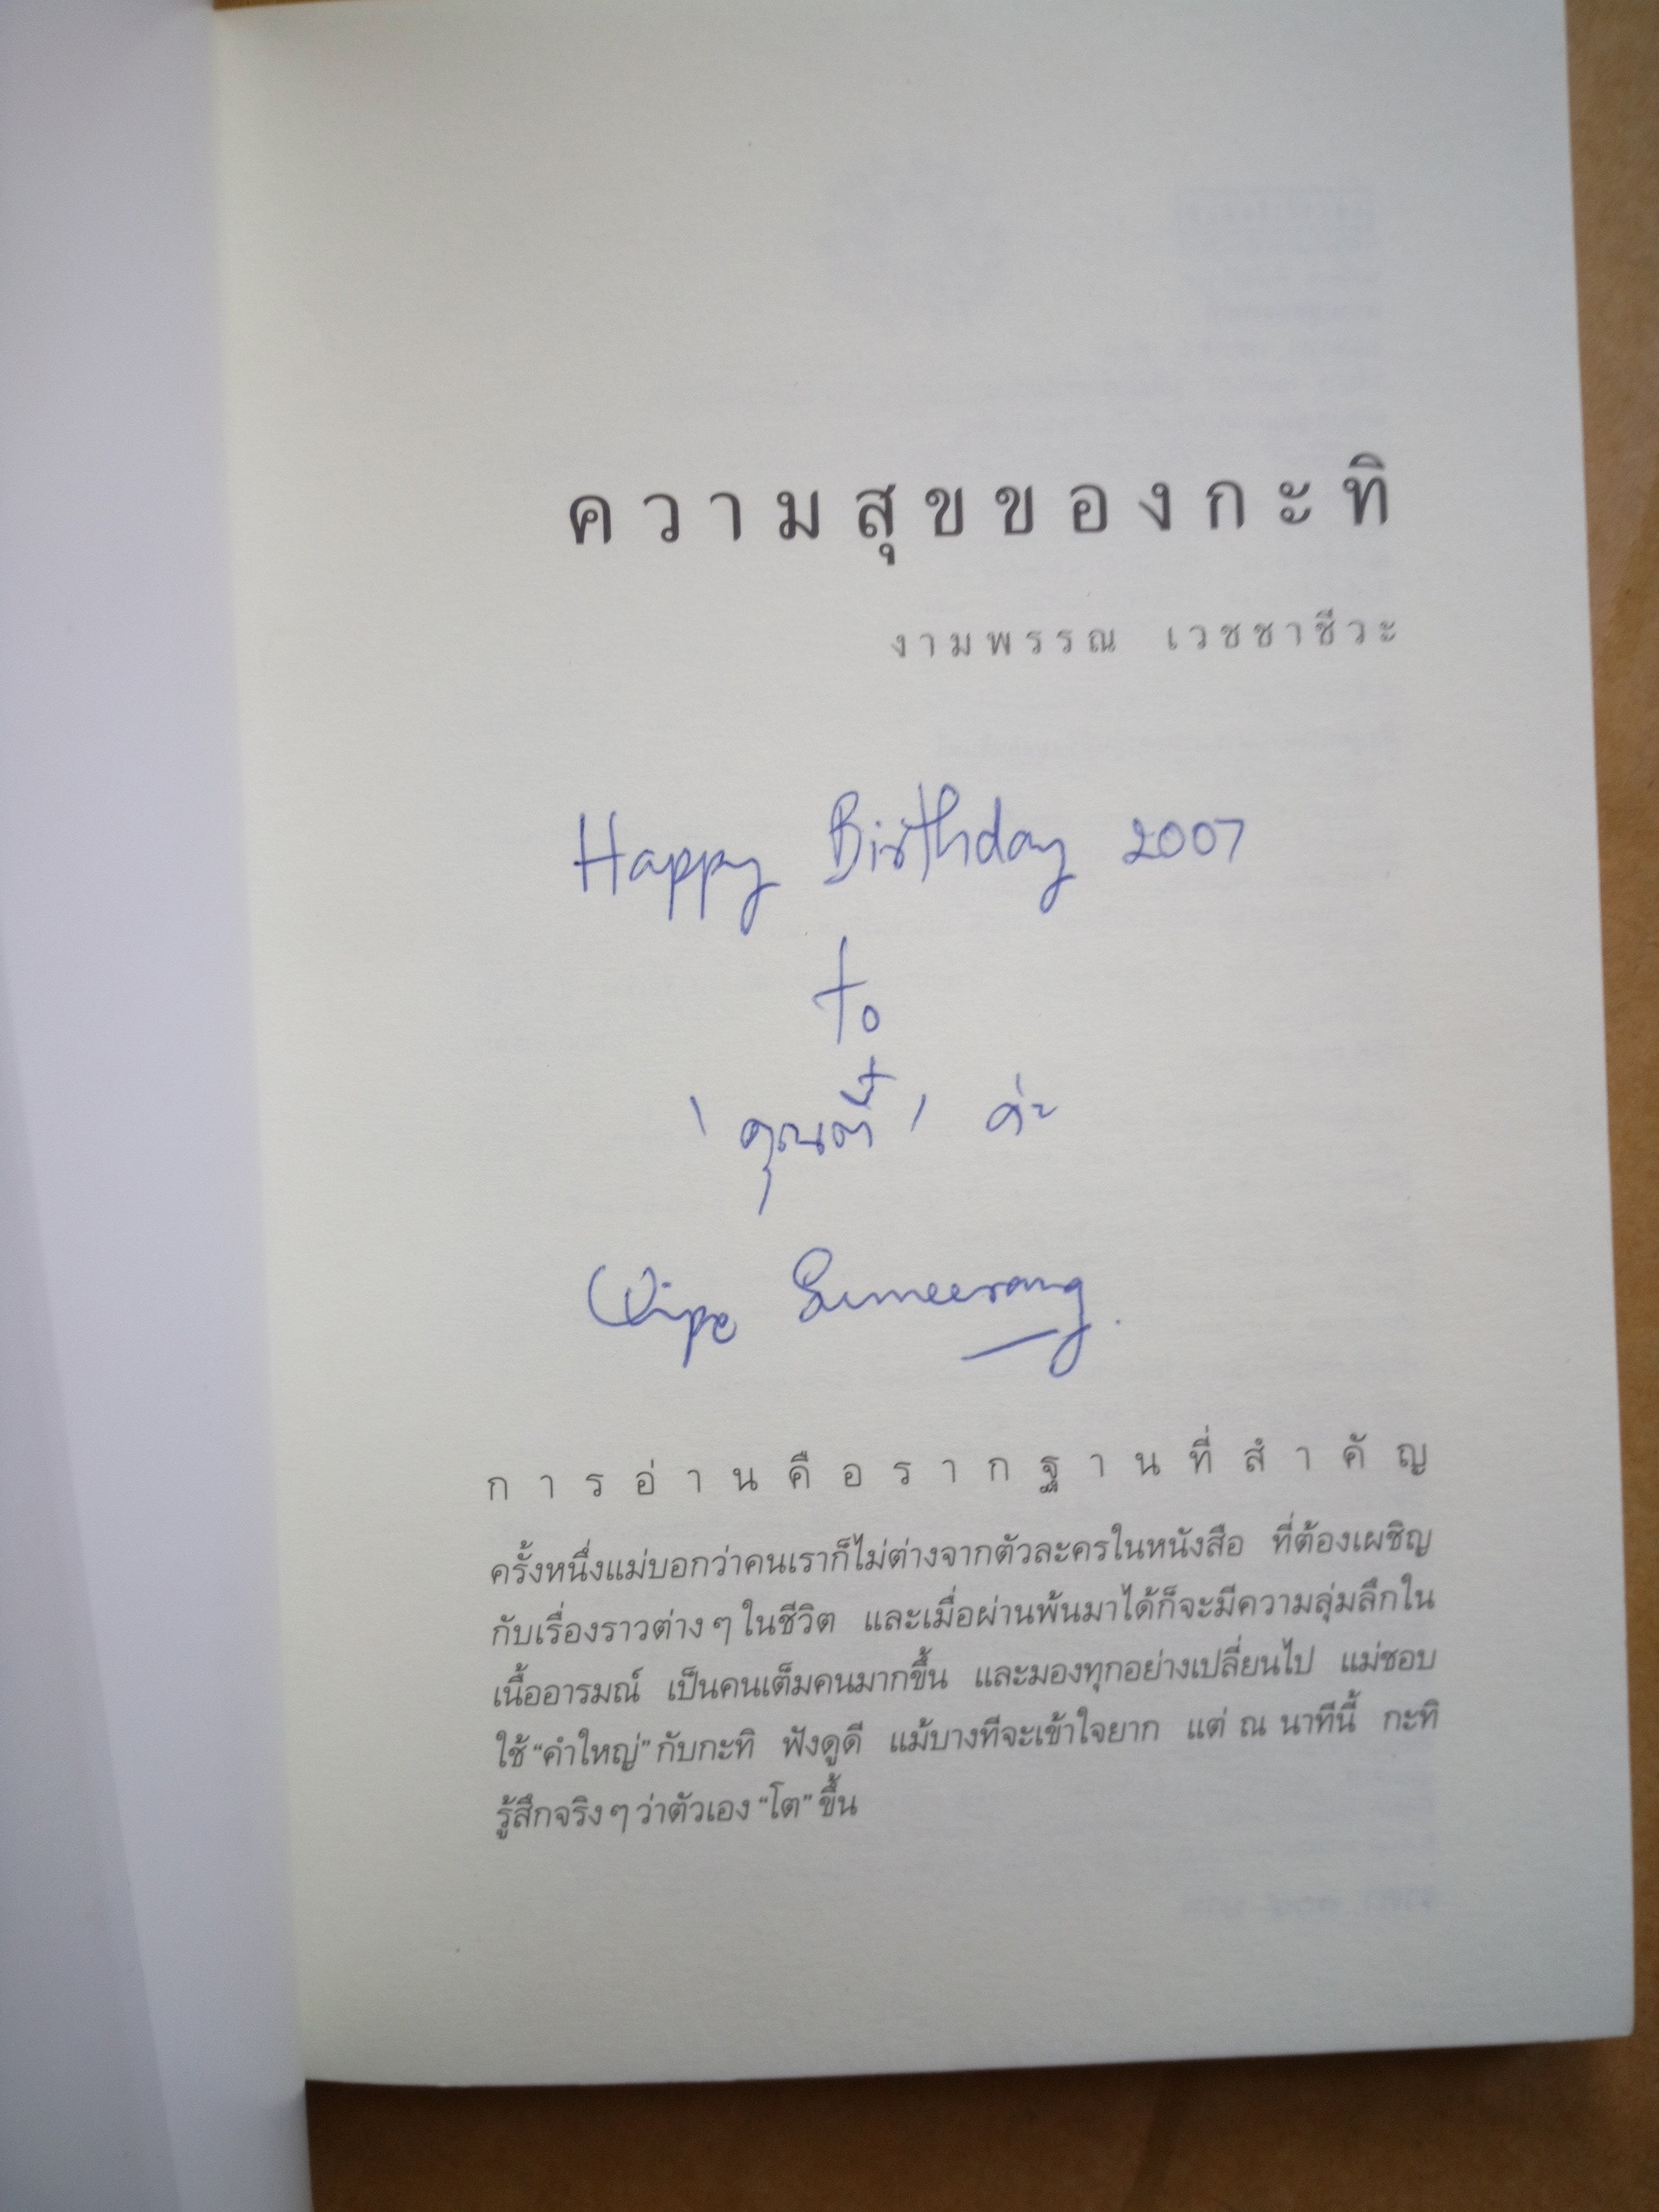 ความสุขของกะทิ
งามพรรณ เวชชาชีวะ
Happy Birthday 2007
to
'คุณตี๋' ค่ะ
การอ่านคือรากฐานที่สำคัญ
ครั้งหนึ่งแม่บอกว่าคนเราก็ไม่ต่างจากตัวละครในหนังสือ ที่ต้องเผชิญ
กับเรื่องราวต่าง ๆ ในชีวิต และเมื่อผ่านพ้นมาได้ก็จะมีความลุ่มลึกใน
เนื้ออารมณ์ เป็นคนเต็มคนมากขึ้น และมองทุกอย่างเปลี่ยนไป แม่ชอบ
ใช้ “คำใหญ่” กับกะทิ ฟังดูดี แม้บางทีจะเข้าใจยาก แต่ ณ นาทีนี้ กะทิ
รู้สึกจริง ๆ ว่าตัวเอง “โต” ขึ้น